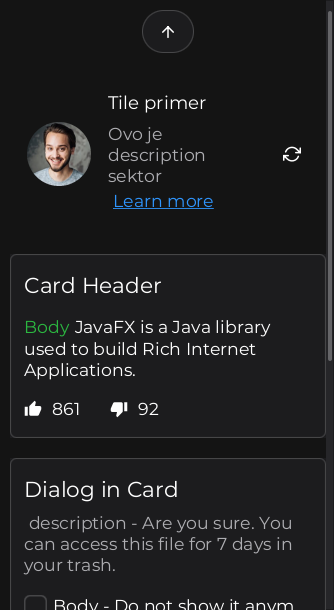 Tile primer
Ovo je
description
sektor
Learn more
Card Header
Body JavaFX is a Java library
used to build Rich Internet
Applications.
861 92
Dialog in Card
description - Are you sure. You
can access this file for 7 days in
your trash.
Body - Do not show it anym